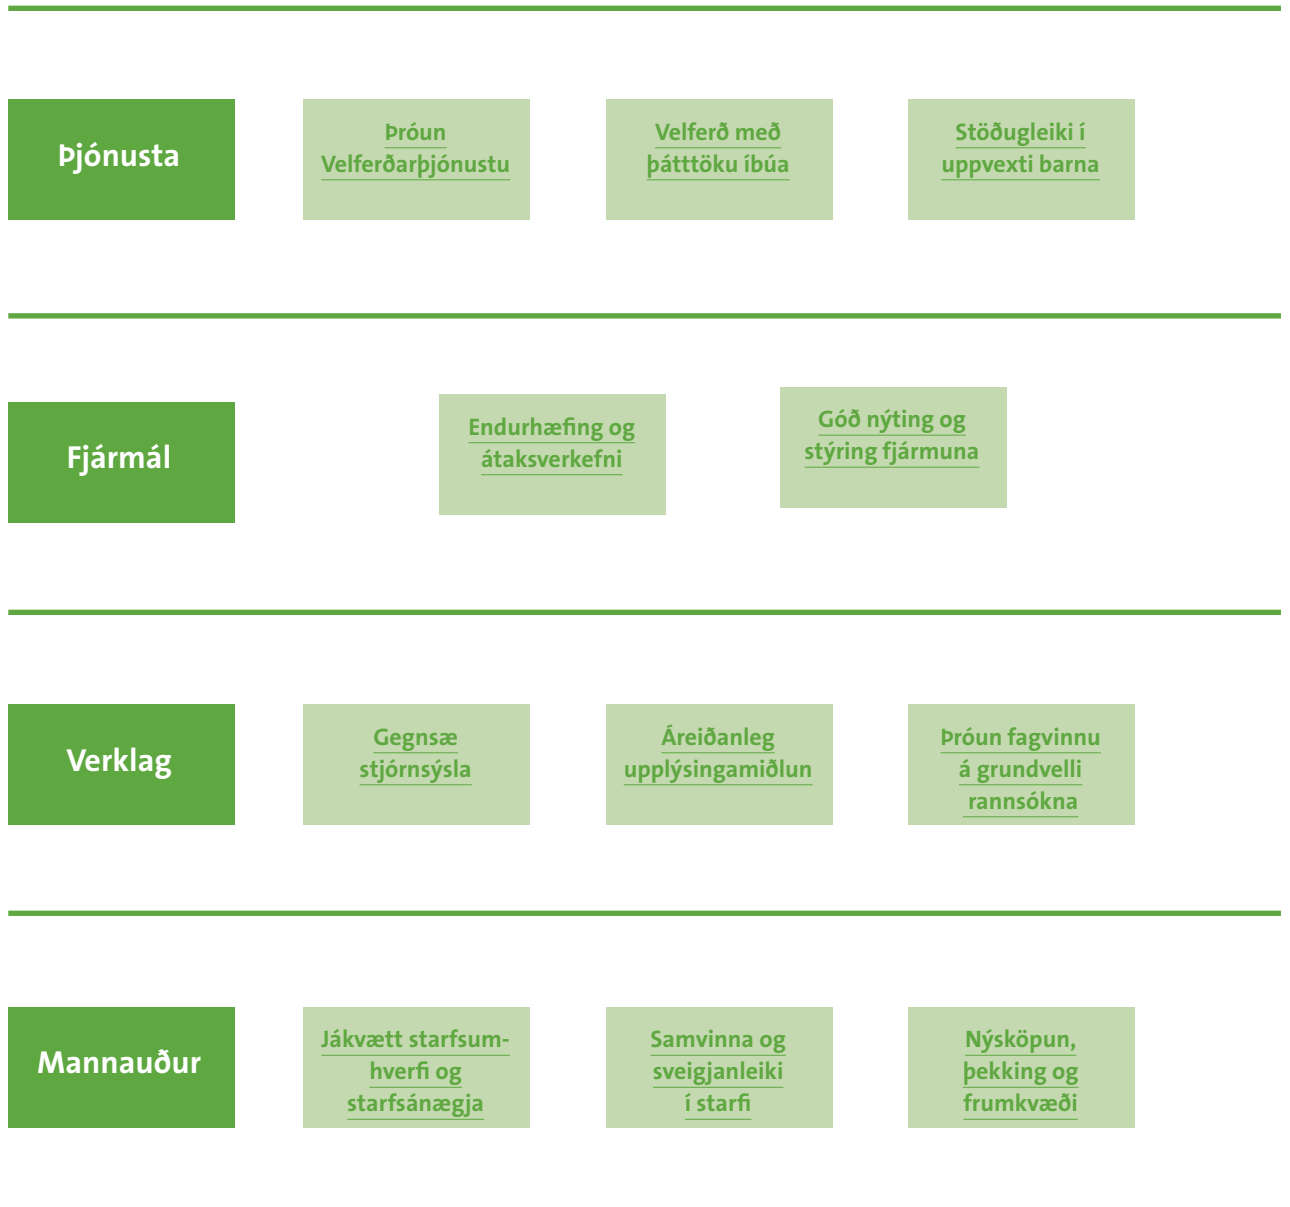 Þjónusta
Þróun
Velferðarþjónustu
Velferð með
þátttöku íbúa
Stöðugleiki í
uppvexti barna
Fjármál
Endurhæfing og
átaksverkefni
Góð nýting og
stýring fjármuna
Verklag
Gegnsæ
stjórnsýsla
Áreiðanleg
upplýsingamiðlun
Þróun fagvinnu
á grundvelli
rannsókna
Mannauður
Jákvætt starfsum-
hverfi og
starfsánægja
Samvinna og
sveigjanleiki
í starfi
Nýsköpun,
þekking og
frumkvæði